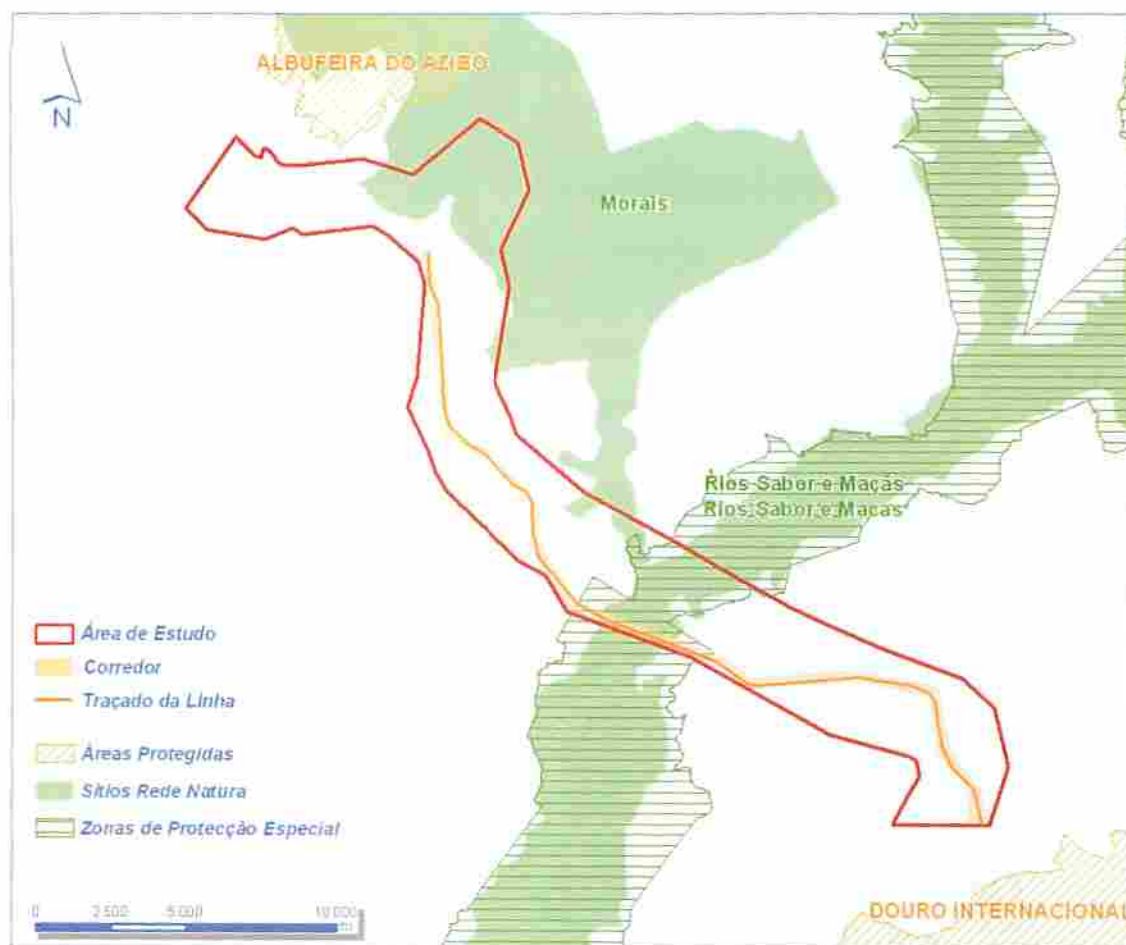 ALBUFEIRA DO AZIBO
N
Morais
Rios Sabor e Maçãs
Rios Sabor e Maças
Área de Estudo
Corredor
Traçado da Linha
Áreas Protegidas
Sítios Rede Natura
Zonas de Protecção Especial
0 2.500 5.000 10.000
m
DOURO INTERNACIONAL